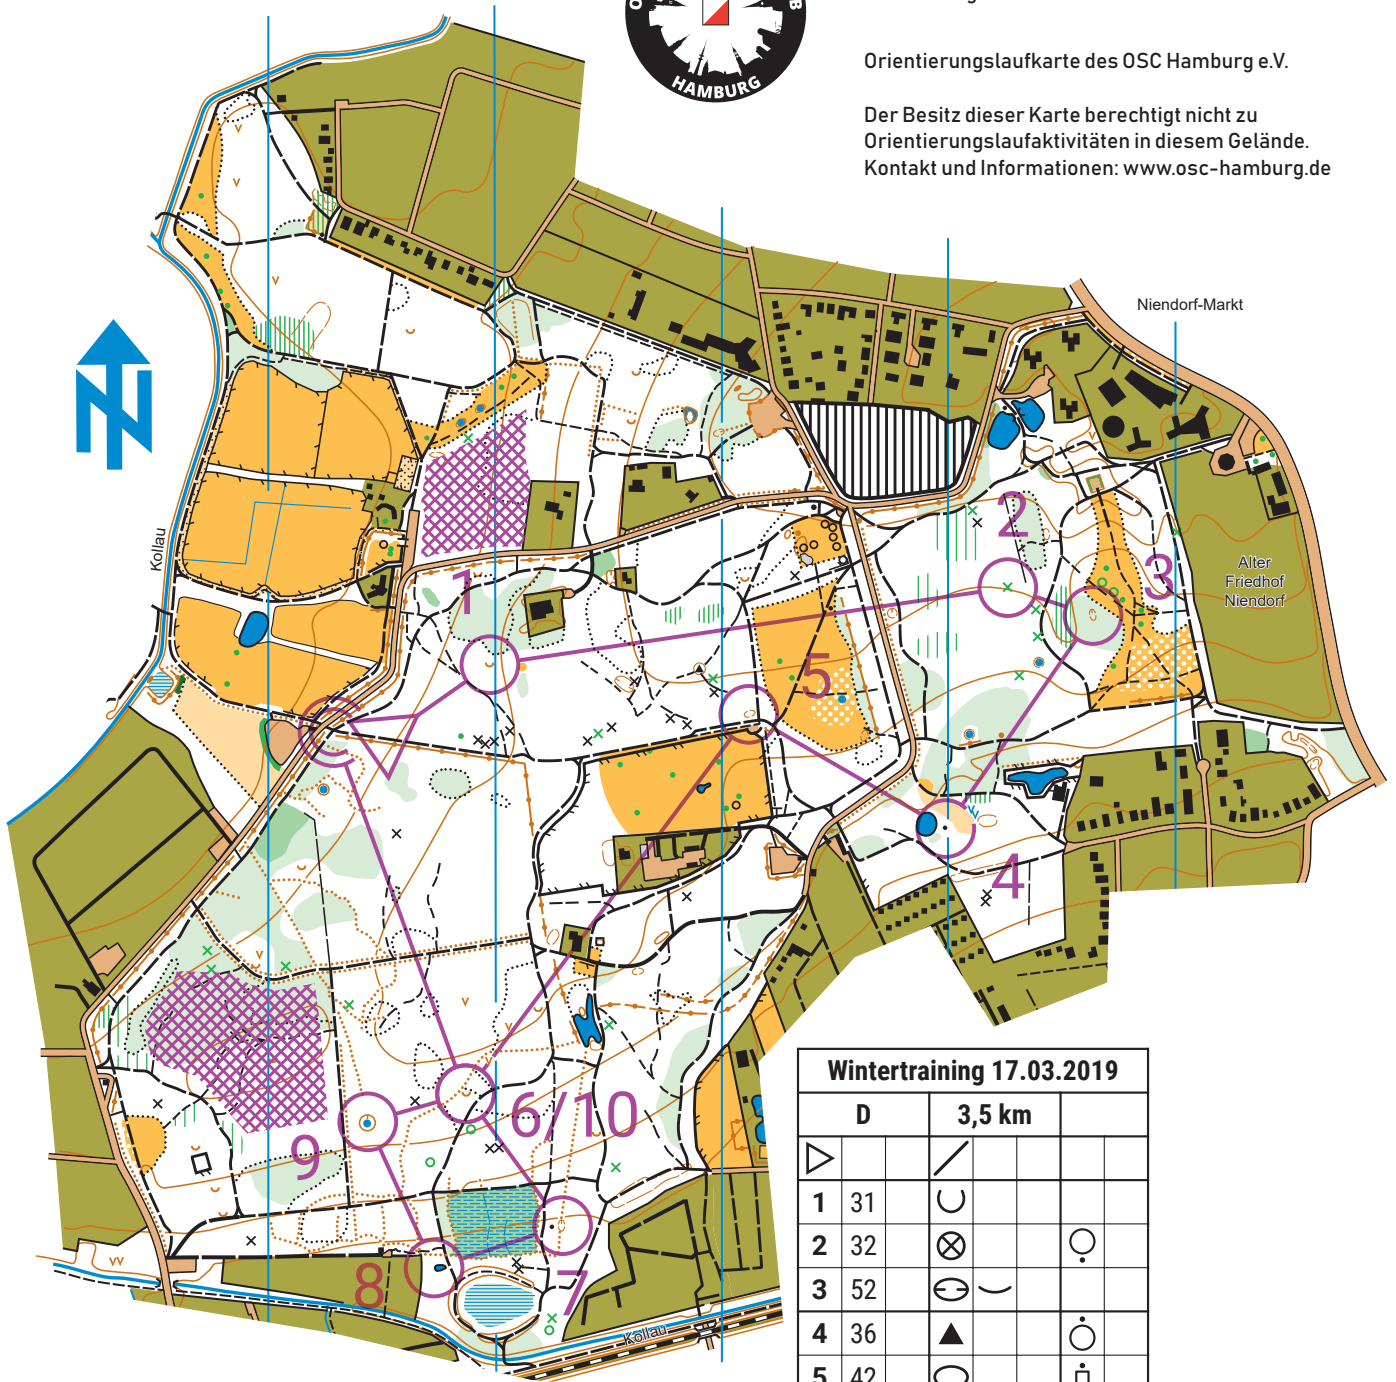 HAMBURG
Orientierungslaufkarte des OSC Hamburg e.V.
Der Besitz dieser Karte berechtigt nicht zu
Orientierungslaufaktivitäten in diesem Gelände.
Kontakt und Informationen: www.osc-hamburg.de
Niendorf-Markt
N
Kollau
Alter
Friedhof
Niendorf
1
2
3
5
4
6/10
9
8
7
Kollau
Wintertraining 17.03.2019
D 3,5 km
1 31
2 32
3 52
4 36
5 42